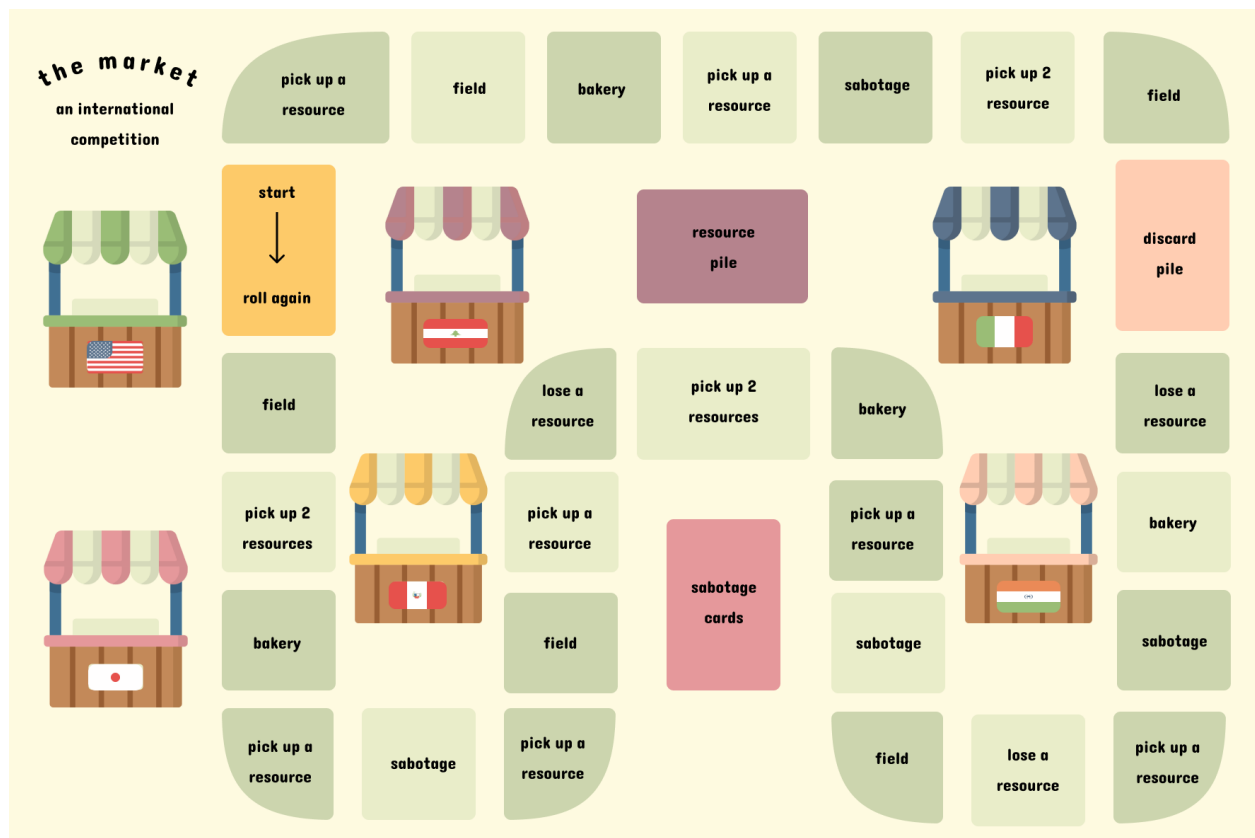 the market
an international
competition
pick up a
resource
field
bakery
pick up a
resource
sabotage
pick up 2
resource
field
start
roll again
resource
pile
discard
pile
field
lose a
resource
pick up 2
resources
bakery
lose a
resource
pick up 2
resources
pick up a
resource
pick up a
resource
bakery
sabotage
cards
bakery
field
sabotage
sabotage
pick up a
resource
sabotage
pick up a
resource
field
lose a
resource
pick up a
resource